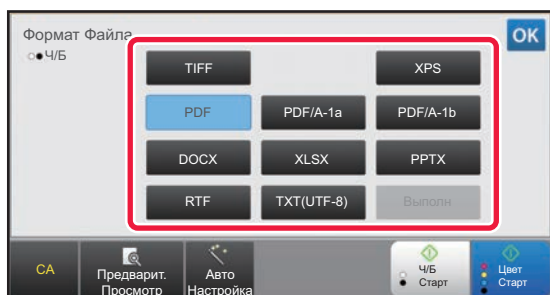 Формат Файла
OK
Ч/Б
TIFF
XPS
PDF
PDF/A-1a
PDF/A-1b
DOCX
XLSX
PPTX
RTF
TXT(UTF-8)
Выполн
CA
Предварит.
Просмотр
Авто
Настройка
Ч/Б
Старт
Цвет
Старт